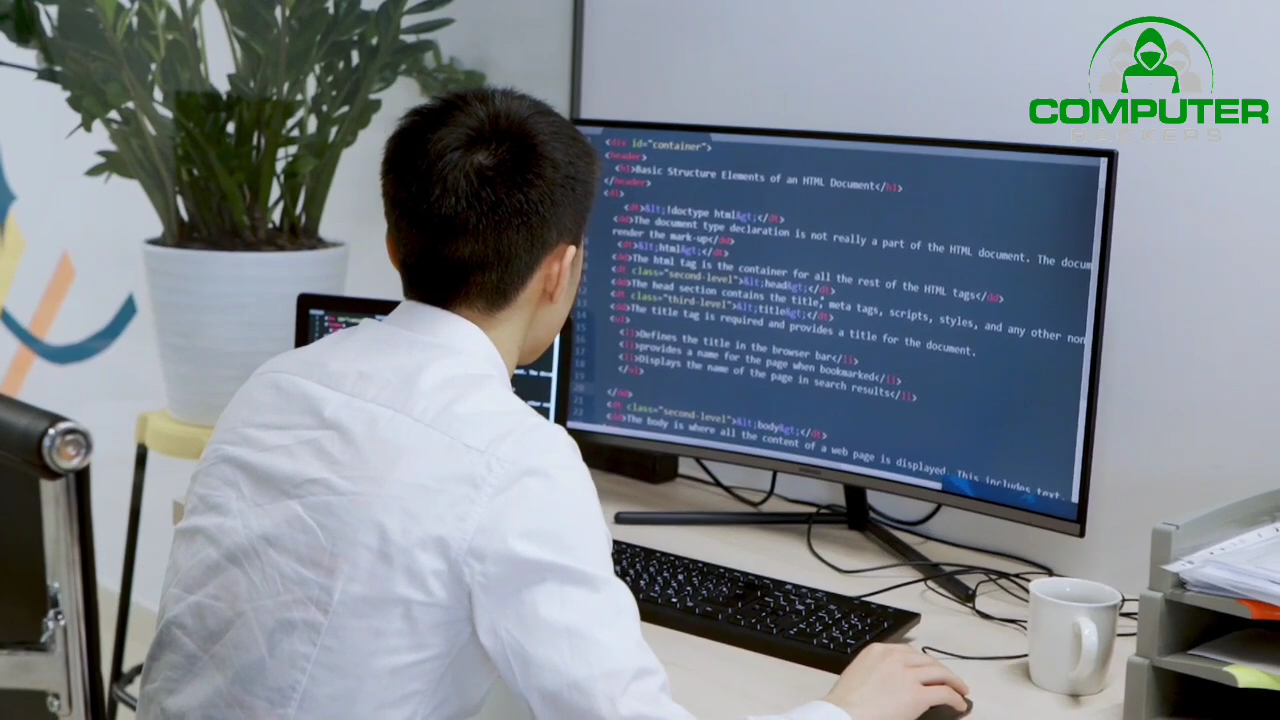 COMPUTER
HACKERS
<div id="container">
<header>
<h1>Basic Structure Elements of an HTML Document</h1>
</header>
<dl>
<dt>&lt;!doctype html&gt;</dt>
<dd>The document type declaration is not really a part of the HTML document. The docum
render the mark-up</dd>
<dt>&lt;html&gt;</dt>
<dd>The html tag is the container for all the rest of the HTML tags</dd>
<dt class="second-level">&lt;head&gt;</dt>
<dd>The head section contains the title, meta tags, scripts, styles, and any other non
<dt class="third-level">&lt;title&gt;</dt>
<dd>The title tag is required and provides a title for the document.
<ul>
<li>Defines the title in the browser bar</li>
<li>provides a name for the page when bookmarked</li>
<li>Displays the name of the page in search results</li>
</ul>
</dd>
<dt class="second-level">&lt;body&gt;</dt>
<dd>The body is where all the content of a web page is displayed. This includes text,